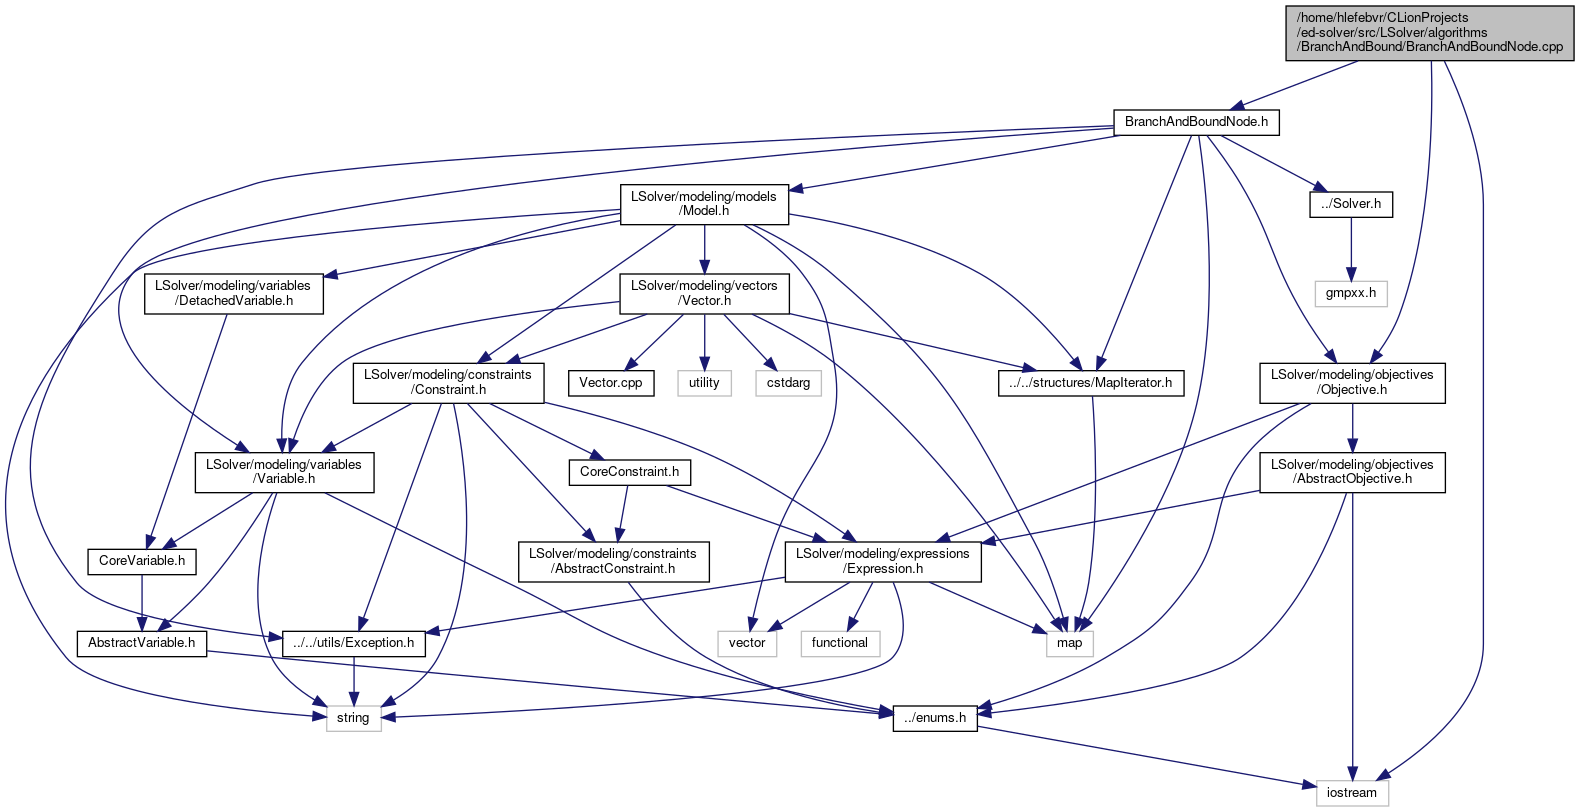 /home/hlefebvr/CLionProjects
/ed-solver/src/LSolver/algorithms
/BranchAndBound/BranchAndBoundNode.cpp
BranchAndBoundNode.h
LSolver/modeling/models
/Model.h
../Solver.h
LSolver/modeling/variables
/DetachedVariable.h
LSolver/modeling/vectors
/Vector.h
gmpxx.h
LSolver/modeling/constraints
/Constraint.h
Vector.cpp
utility
cstdarg
../../structures/MapIterator.h
LSolver/modeling/objectives
/Objective.h
LSolver/modeling/variables
/Variable.h
CoreConstraint.h
LSolver/modeling/objectives
/AbstractObjective.h
CoreVariable.h
LSolver/modeling/constraints
/AbstractConstraint.h
LSolver/modeling/expressions
/Expression.h
AbstractVariable.h
../../utils/Exception.h
vector
functional
map
string
../enums.h
iostream